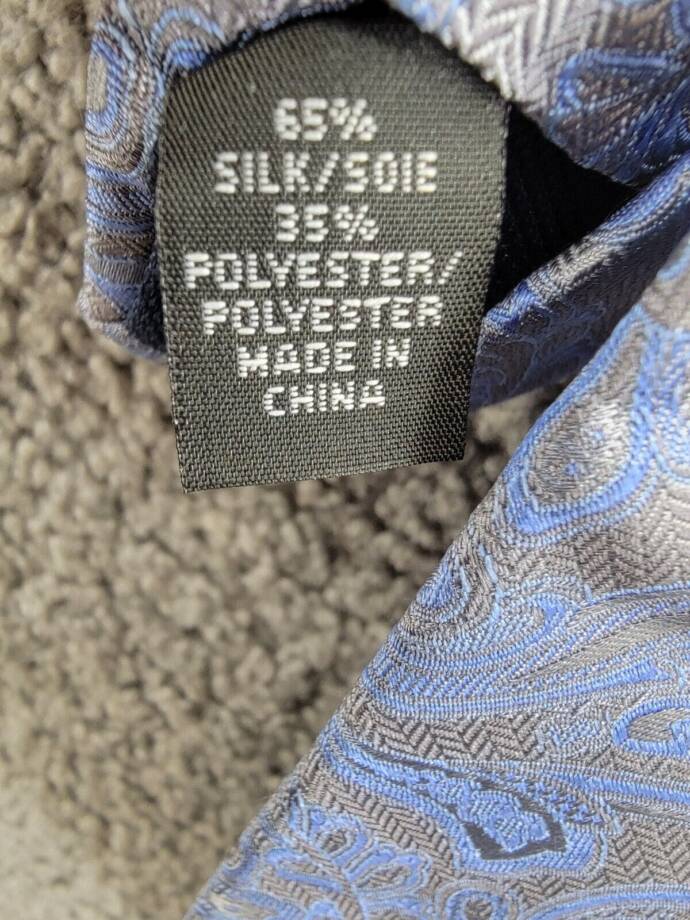 65%
SILK/SOIE
35%
POLYESTER/
POLYESTER
MADE IN
CHINA